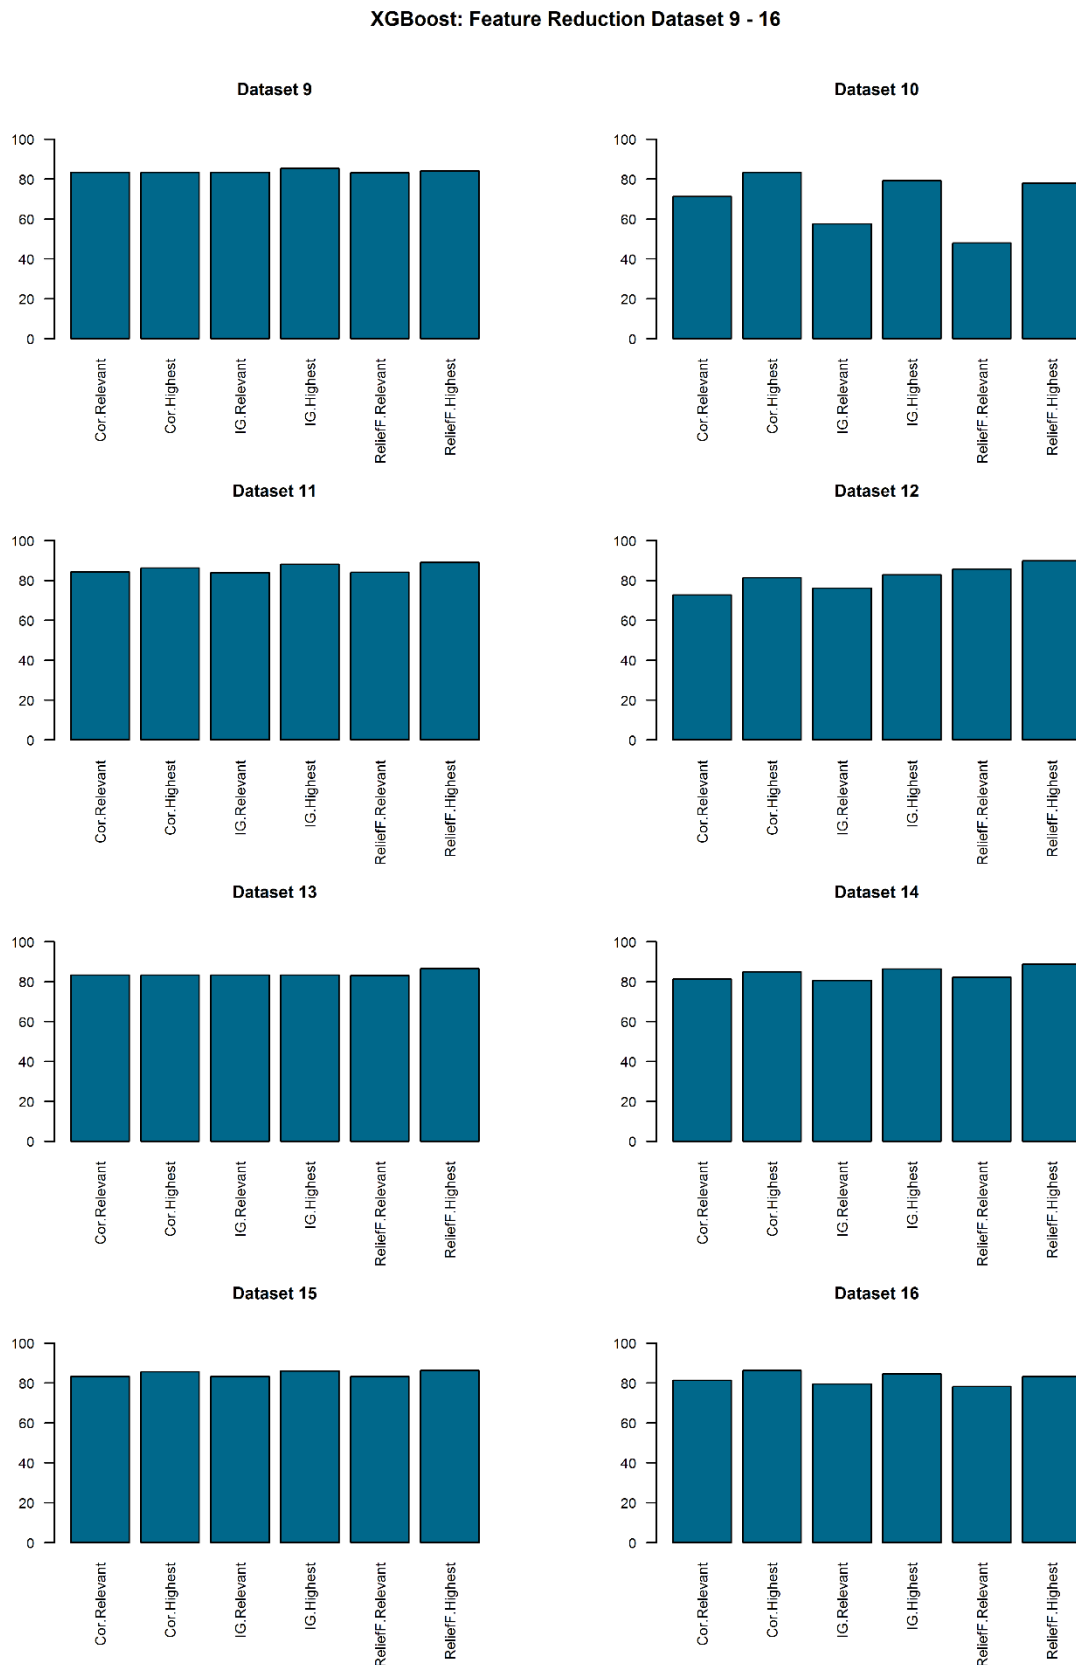 XGBoost: Feature Reduction Dataset 9 - 16
Dataset 9
100
80
60
40
20
0
Cor.Relevant
Cor.Highest
IG.Relevant
IG.Highest
ReliefF.Relevant
ReliefF.Highest
Dataset 10
100
80
60
40
20
0
Cor.Relevant
Cor.Highest
IG.Relevant
IG.Highest
ReliefF.Relevant
ReliefF.Highest
Dataset 11
100
80
60
40
20
0
Cor.Relevant
Cor.Highest
IG.Relevant
IG.Highest
ReliefF.Relevant
ReliefF.Highest
Dataset 12
100
80
60
40
20
0
Cor.Relevant
Cor.Highest
IG.Relevant
IG.Highest
ReliefF.Relevant
ReliefF.Highest
Dataset 13
100
80
60
40
20
0
Cor.Relevant
Cor.Highest
IG.Relevant
IG.Highest
ReliefF.Relevant
ReliefF.Highest
Dataset 14
100
80
60
40
20
0
Cor.Relevant
Cor.Highest
IG.Relevant
IG.Highest
ReliefF.Relevant
ReliefF.Highest
Dataset 15
100
80
60
40
20
0
Cor.Relevant
Cor.Highest
IG.Relevant
IG.Highest
ReliefF.Relevant
ReliefF.Highest
Dataset 16
100
80
60
40
20
0
Cor.Relevant
Cor.Highest
IG.Relevant
IG.Highest
ReliefF.Relevant
ReliefF.Highest